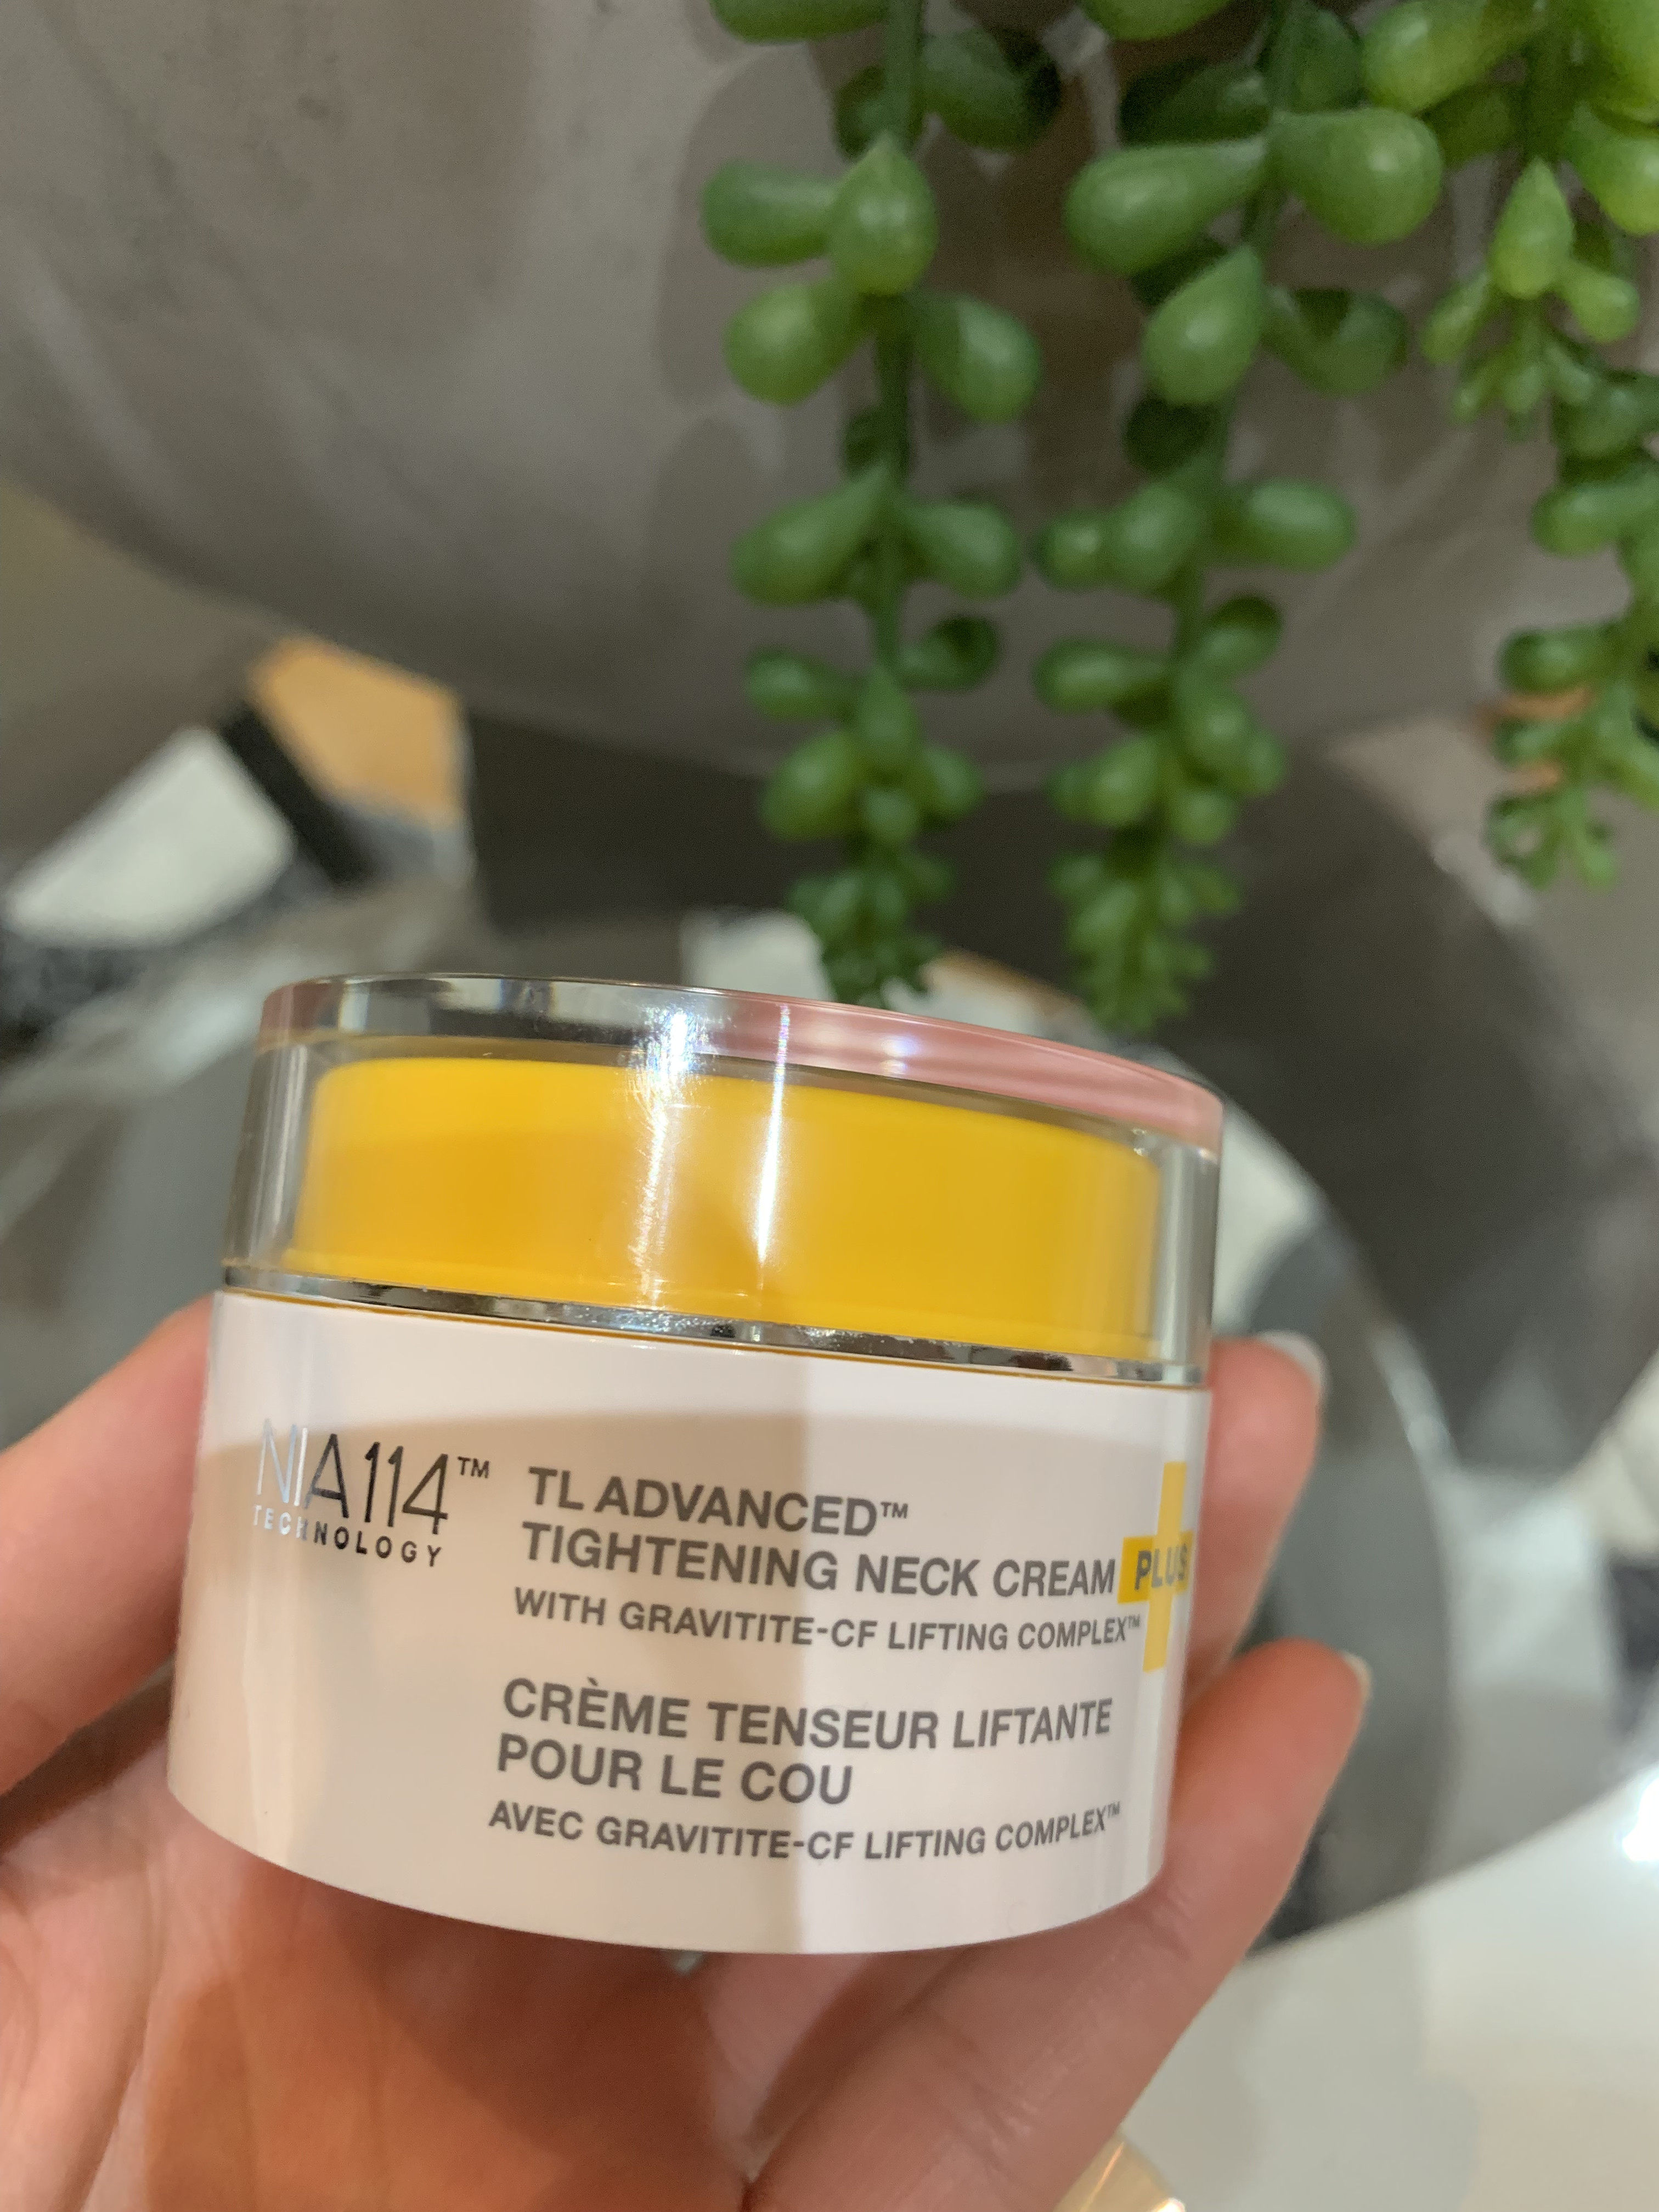 NIA114™
TECHNOLOGY
TL ADVANCED™
TIGHTENING NECK CREAM PLUS
WITH GRAVITITE-CF LIFTING COMPLEX™
CRÈME TENSEUR LIFTANTE
POUR LE COU
AVEC GRAVITITE-CF LIFTING COMPLEX™